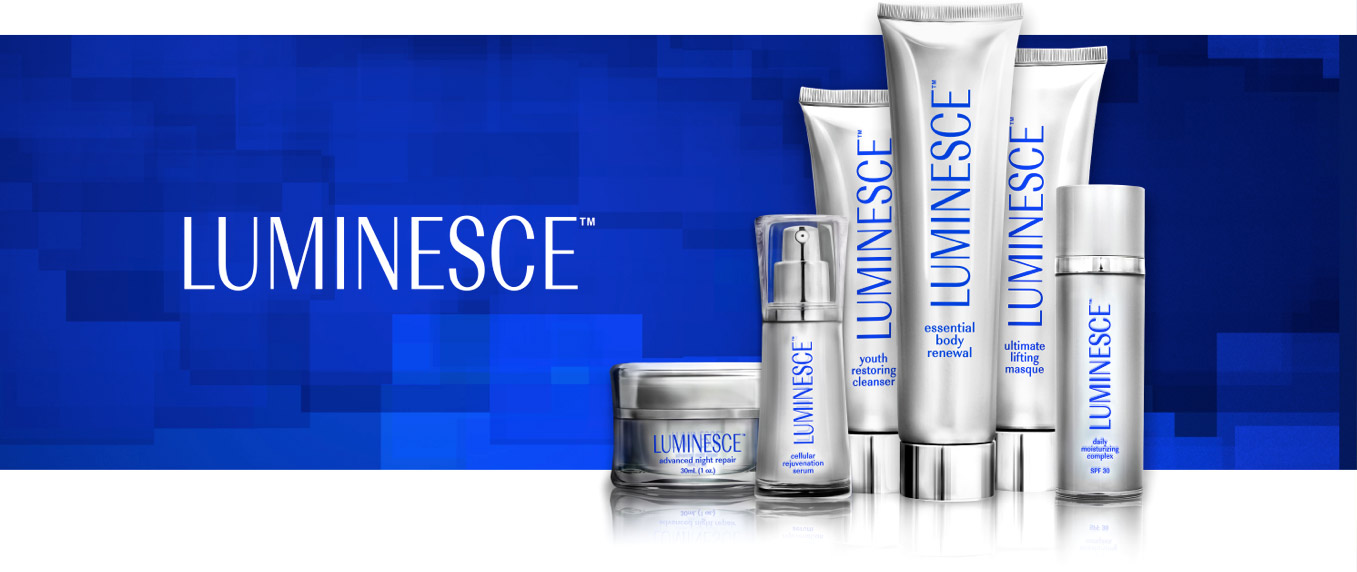 LUMINESCE™
LUMINESCE™
advanced night repair
30ml. (1 oz.)
LUMINESCE™
cellular
rejuvenation
serum
LUMINESCE™
youth
restoring
cleanser
LUMINESCE™
essential
body
renewal
LUMINESCE™
ultimate
lifting
masque
LUMINESCE™
daily
moisturizing
complex
SPF 30